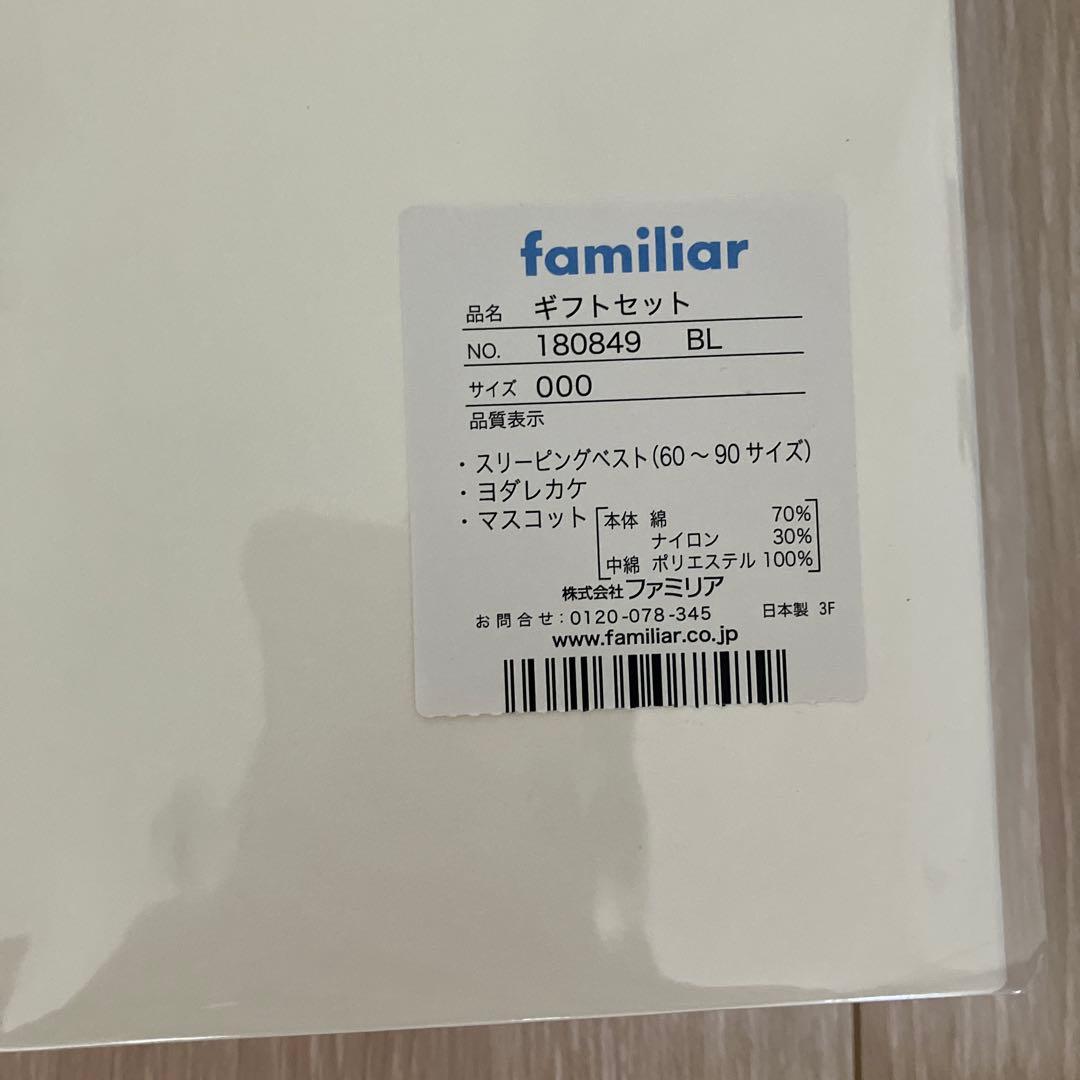 familiar
品名 ギフトセット
NO. 180849 BL
サイズ 000
品質表示
・スリーピングベスト(60～90サイズ)
・ヨダレカケ
・マスコット 本体 綿 70%
ナイロン 30%
中綿 ポリエステル 100%
株式会社ファミリア
お問合せ:0120-078-345 日本製 3F
www.familiar.co.jp